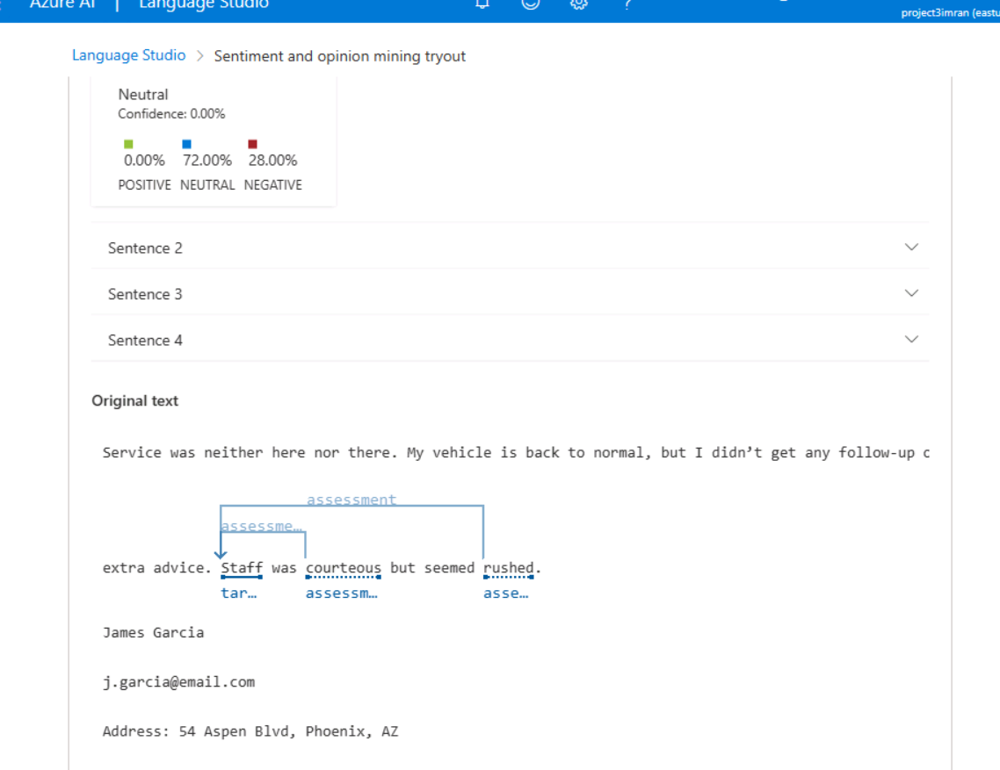 Azure AI | Language Studio
?
project3imran (eastu
Language Studio > Sentiment and opinion mining tryout
Neutral
Confidence: 0.00%
0.00% 72.00% 28.00%
POSITIVE NEUTRAL NEGATIVE
Sentence 2
Sentence 3
Sentence 4
Original text
Service was neither here nor there. My vehicle is back to normal, but I didn’t get any follow-up c
assessment
assessme…
extra advice. Staff was courteous but seemed rushed.
tar… assessm… asse…
James Garcia
j.garcia@email.com
Address: 54 Aspen Blvd, Phoenix, AZ